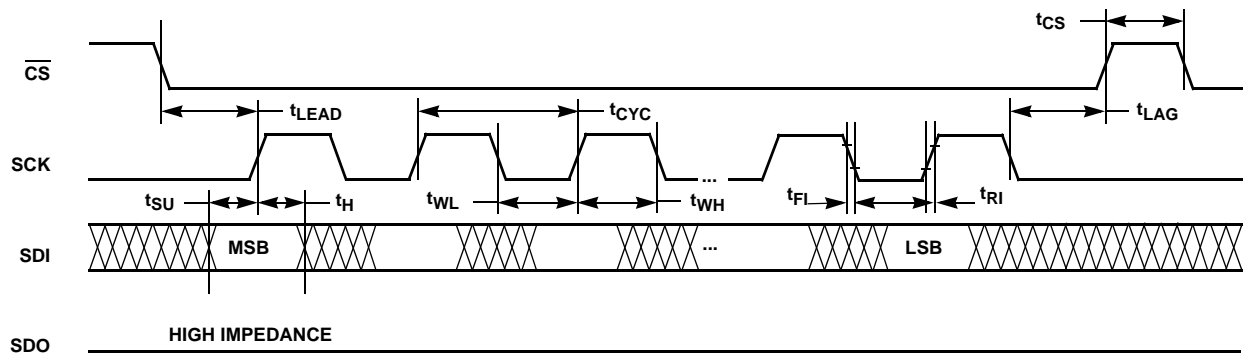 tCS
CS
tLEAD
tCYC
tLAG
SCK
...
tSU
tH
tWL
tWH
tFI
tRI
SDI
MSB
...
LSB
HIGH IMPEDANCE
SDO